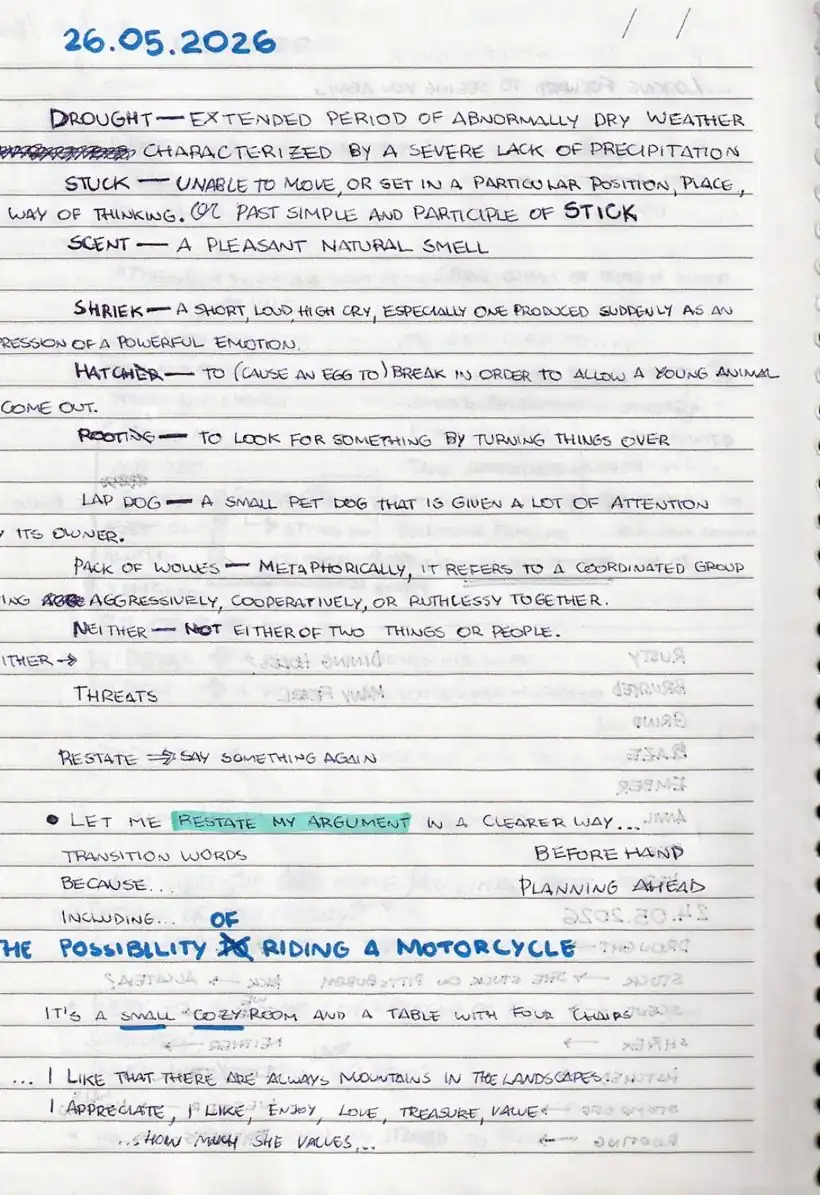 / /
26.05.2026
DROUGHT — EXTENDED PERIOD OF ABNORMALLY DRY WEATHER
CHARACTERIZED BY A SEVERE LACK OF PRECIPITATION
STUCK — UNABLE TO MOVE, OR SET IN A PARTICULAR POSITION, PLACE,
WAY OF THINKING. OR PAST SIMPLE AND PARTICIPLE OF STICK
SCENT — A PLEASANT NATURAL SMELL
SHRIEK — A SHORT, LOUD, HIGH CRY, ESPECIALLY ONE PRODUCED SUDDENLY AS AN
PRESSION OF A POWERFUL EMOTION.
HATCHER — TO (CAUSE AN EGG TO) BREAK IN ORDER TO ALLOW A YOUNG ANIMAL
COME OUT.
ROOTING — TO LOOK FOR SOMETHING BY TURNING THINGS OVER
LAP DOG — A SMALL PET DOG THAT IS GIVEN A LOT OF ATTENTION
Y ITS OWNER.
PACK OF WOLVES — METAPHORICALLY, IT REFERS TO A COORDINATED GROUP
ING AGGRESSIVELY, COOPERATIVELY, OR RUTHLESSY TOGETHER.
NEITHER — NOT EITHER OF TWO THINGS OR PEOPLE.
ITHER →
THREATS
RESTATE ⇒ SAY SOMETHING AGAIN
• LET ME RESTATE MY ARGUMENT IN A CLEARER WAY...
TRANSITION WORDS BEFORE HAND
BECAUSE... PLANNING AHEAD
INCLUDING...
HE POSSIBILITY OF RIDING A MOTORCYCLE
IT'S A SMALL COZY ROOM AND A TABLE WITH FOUR CHAIRS
... I LIKE THAT THERE ARE ALWAYS MOUNTAINS IN THE LANDSCAPES.
I APPRECIATE, I LIKE, ENJOY, LOVE, TREASURE, VALUE
...SHOW MUCH SHE VALUES...